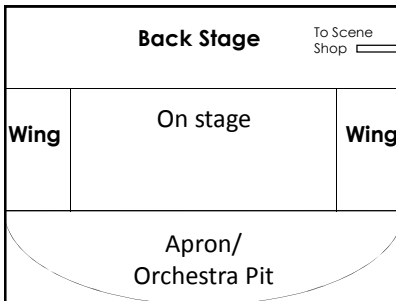 Back Stage
To Scene
Shop
Wing
On stage
Wing
Apron/
Orchestra Pit